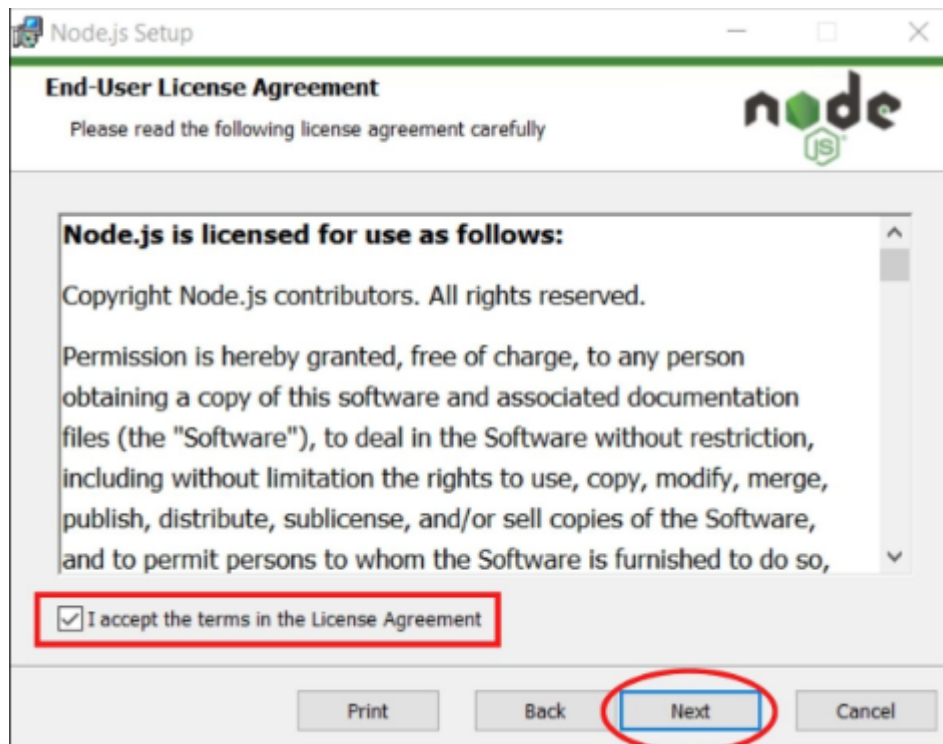 Node.js Setup
End-User License Agreement
Please read the following license agreement carefully
node
JS
Node.js is licensed for use as follows:
Copyright Node.js contributors. All rights reserved.
Permission is hereby granted, free of charge, to any person
obtaining a copy of this software and associated documentation
files (the "Software"), to deal in the Software without restriction,
including without limitation the rights to use, copy, modify, merge,
publish, distribute, sublicense, and/or sell copies of the Software,
and to permit persons to whom the Software is furnished to do so,
I accept the terms in the License Agreement
Print Back Next Cancel